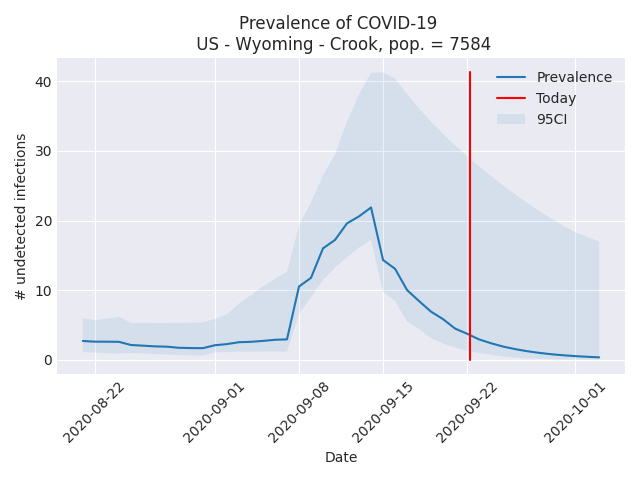 Prevalence of COVID-19
US - Wyoming - Crook, pop. = 7584
Prevalence
Today
95CI
# undetected infections
40
30
20
10
0
2020-08-22
2020-09-01
2020-09-08
2020-09-15
2020-09-22
2020-10-01
Date